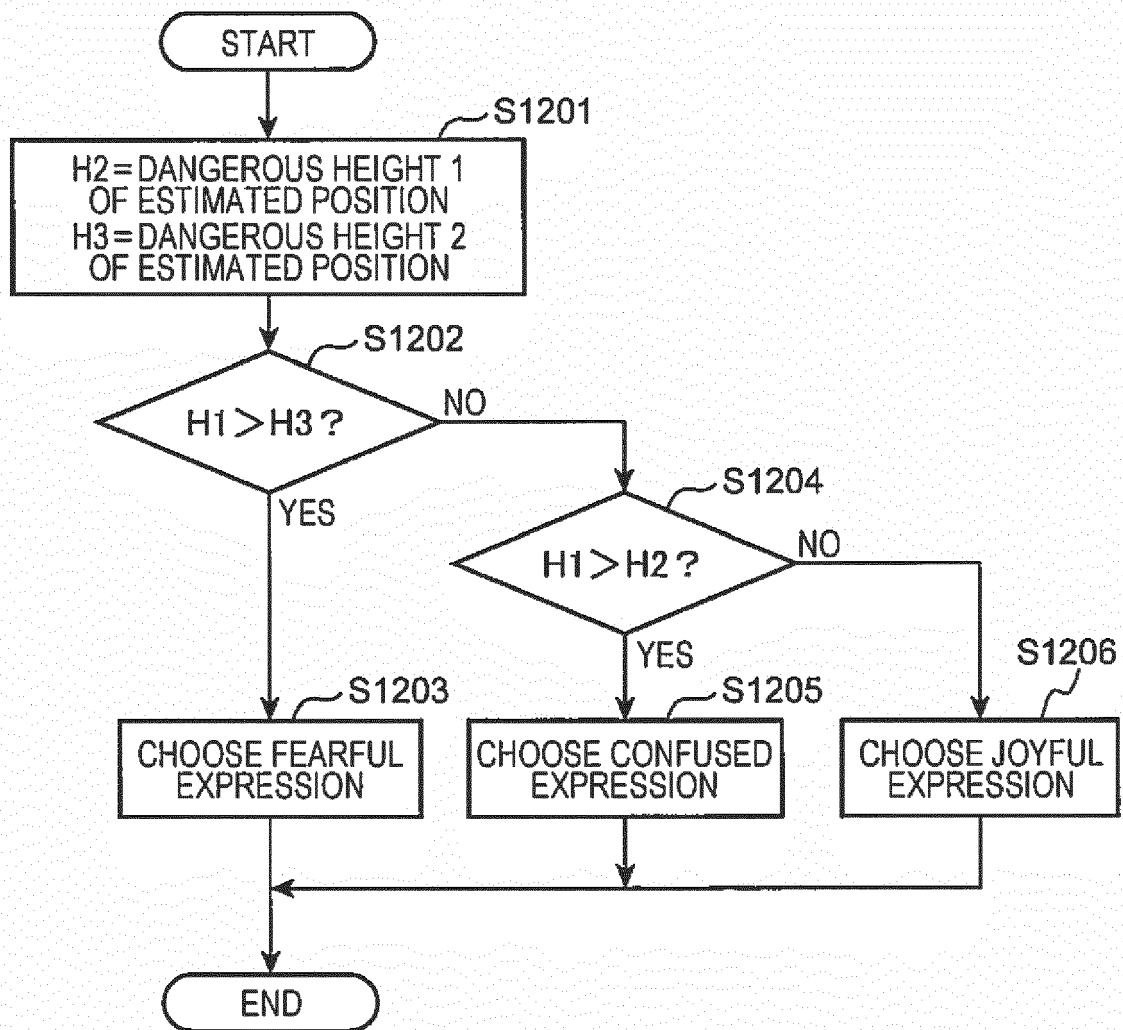 START
S1201
H2=DANGEROUS HEIGHT 1
OF ESTIMATED POSITION
H3=DANGEROUS HEIGHT 2
OF ESTIMATED POSITION
S1202
H1>H3?
NO
YES
S1204
H1>H2?
NO
YES
S1203
CHOOSE FEARFUL
EXPRESSION
S1205
CHOOSE CONFUSED
EXPRESSION
S1206
CHOOSE JOYFUL
EXPRESSION
END